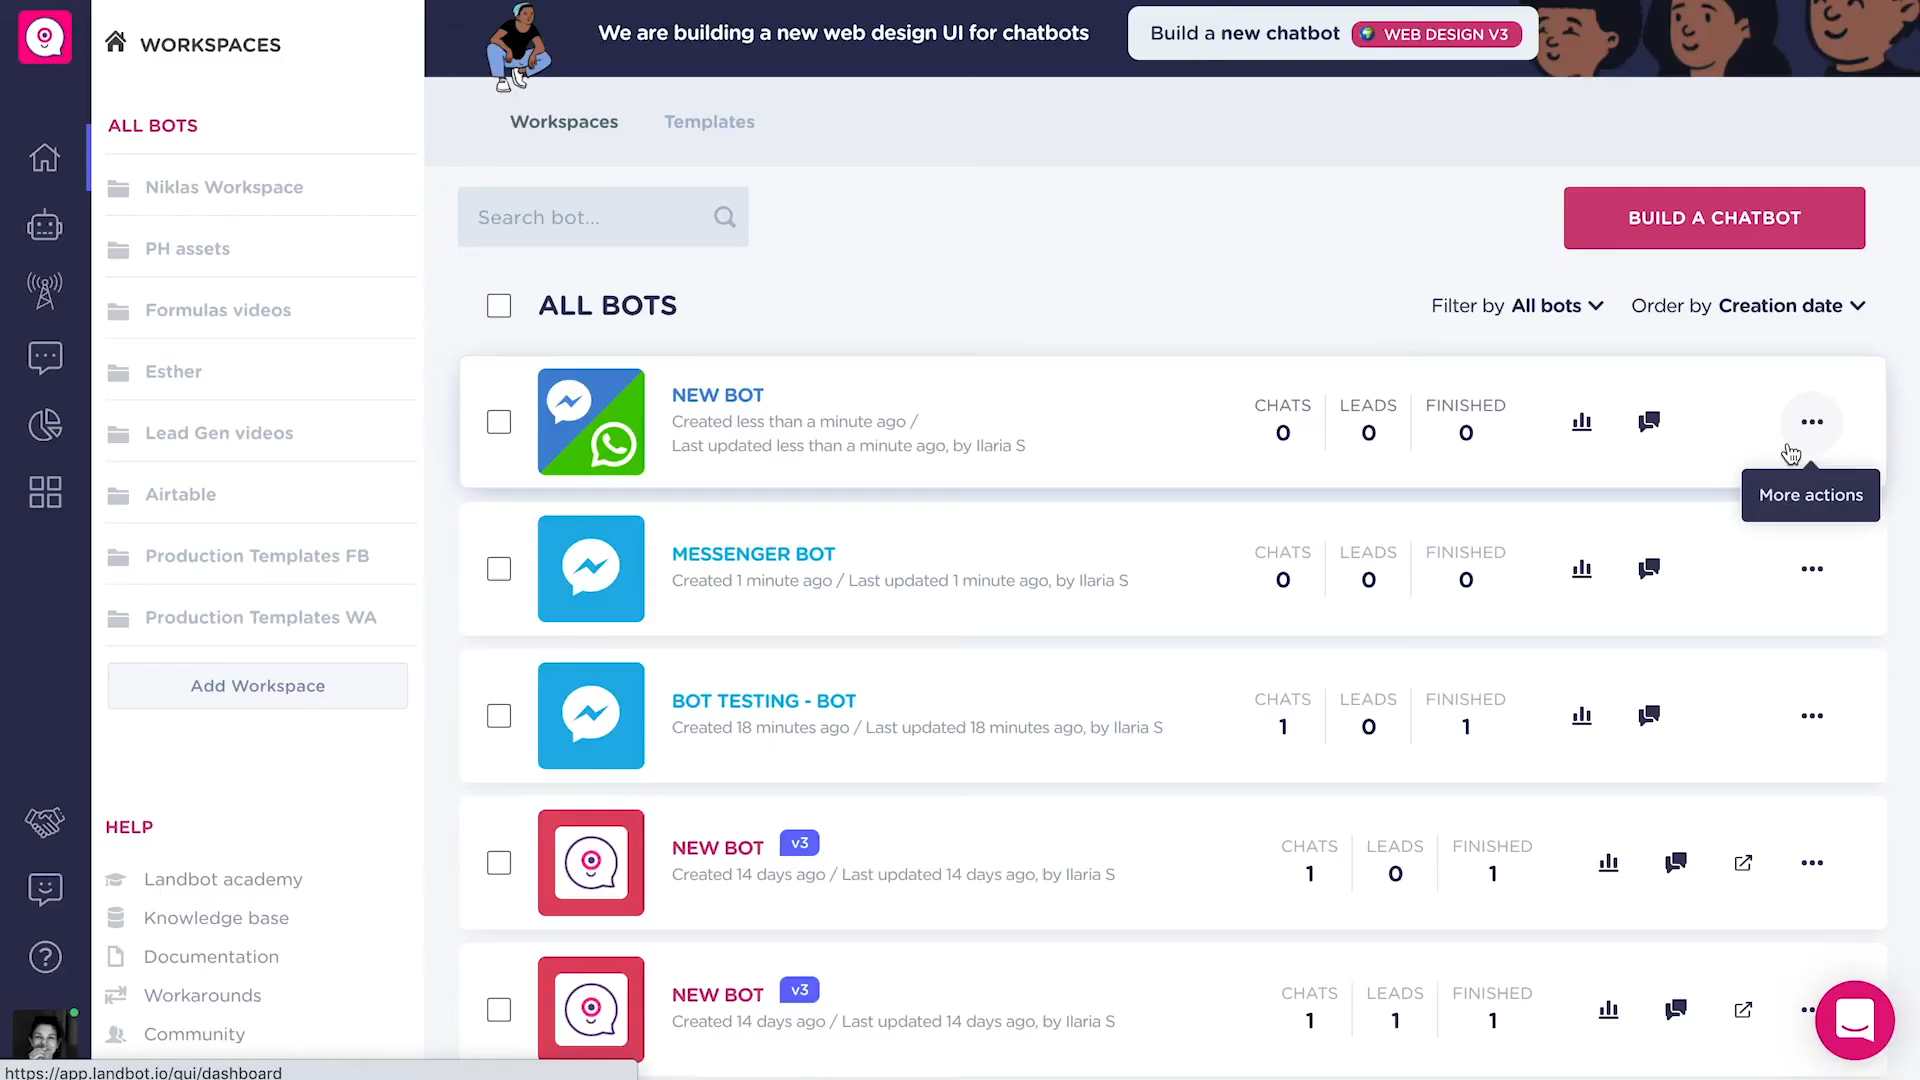 WORKSPACES
ALL BOTS
Niklas Workspace
PH assets
Formulas videos
Esther
Lead Gen videos
Airtable
Production Templates FB
Production Templates WA
Add Workspace
HELP
Landbot academy
Knowledge base
Documentation
Workarounds
Community
https://app.landbot.io/gui/dashboard
We are building a new web design UI for chatbots
Build a new chatbot WEB DESIGN V3
Workspaces Templates
Search bot...
BUILD A CHATBOT
ALL BOTS
Filter by All bots Order by Creation date
NEW BOT
Created less than a minute ago /
Last updated less than a minute ago, by Ilaria S
CHATS LEADS FINISHED
0 0 0
More actions
MESSENGER BOT
Created 1 minute ago / Last updated 1 minute ago, by Ilaria S
CHATS LEADS FINISHED
0 0 0
BOT TESTING - BOT
Created 18 minutes ago / Last updated 18 minutes ago, by Ilaria S
CHATS LEADS FINISHED
1 0 1
NEW BOT v3
Created 14 days ago / Last updated 14 days ago, by Ilaria S
CHATS LEADS FINISHED
1 0 1
NEW BOT v3
Created 14 days ago / Last updated 14 days ago, by Ilaria S
CHATS LEADS FINISHED
1 1 1